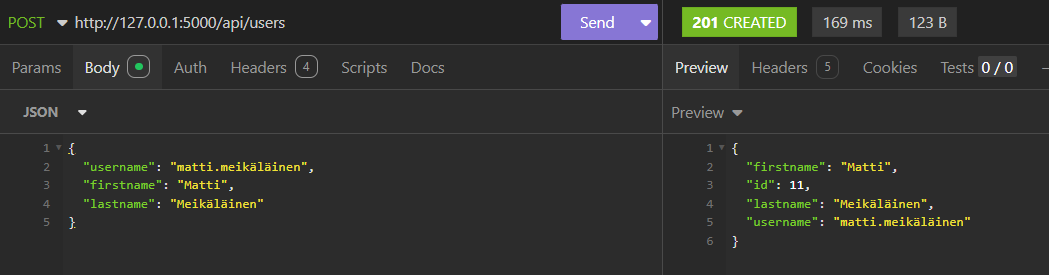 POST http://127.0.0.1:5000/api/users Send
Params Body Auth Headers 4 Scripts Docs
JSON
1 {
2 "username": "matti.meikäläinen",
3 "firstname": "Matti",
4 "lastname": "Meikäläinen"
5 }
201 CREATED 169 ms 123 B
Preview Headers 5 Cookies Tests 0 / 0
Preview
1 {
2 "firstname": "Matti",
3 "id": 11,
4 "lastname": "Meikäläinen",
5 "username": "matti.meikäläinen"
6 }